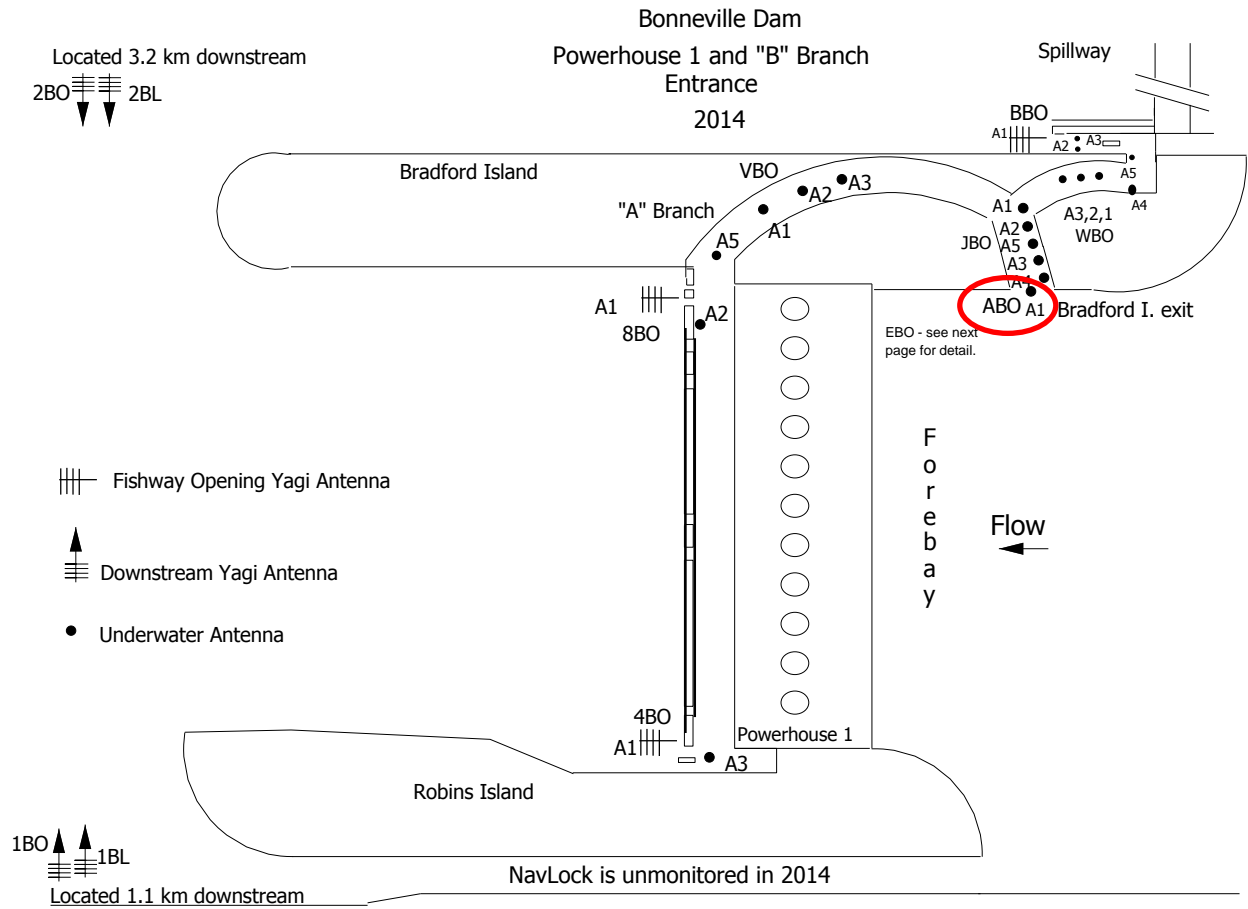 Bonneville Dam
Powerhouse 1 and "B" Branch
Entrance
2014
Located 3.2 km downstream
2BO
2BL
Spillway
BBO
A1
A2
A3
A5
A4
Bradford Island
VBO
A3
A2
A1
"A" Branch
A5
A3,2,1
WBO
A1
A2
JBO
A5
A3
A4
ABO
A1
Bradford I. exit
A1
8BO
A2
EBO - see next
page for detail.
F
o
r
e
b
a
y
Flow
Fishway Opening Yagi Antenna
Downstream Yagi Antenna
Underwater Antenna
4BO
A1
A3
Powerhouse 1
Robins Island
1BO
1BL
Located 1.1 km downstream
NavLock is unmonitored in 2014